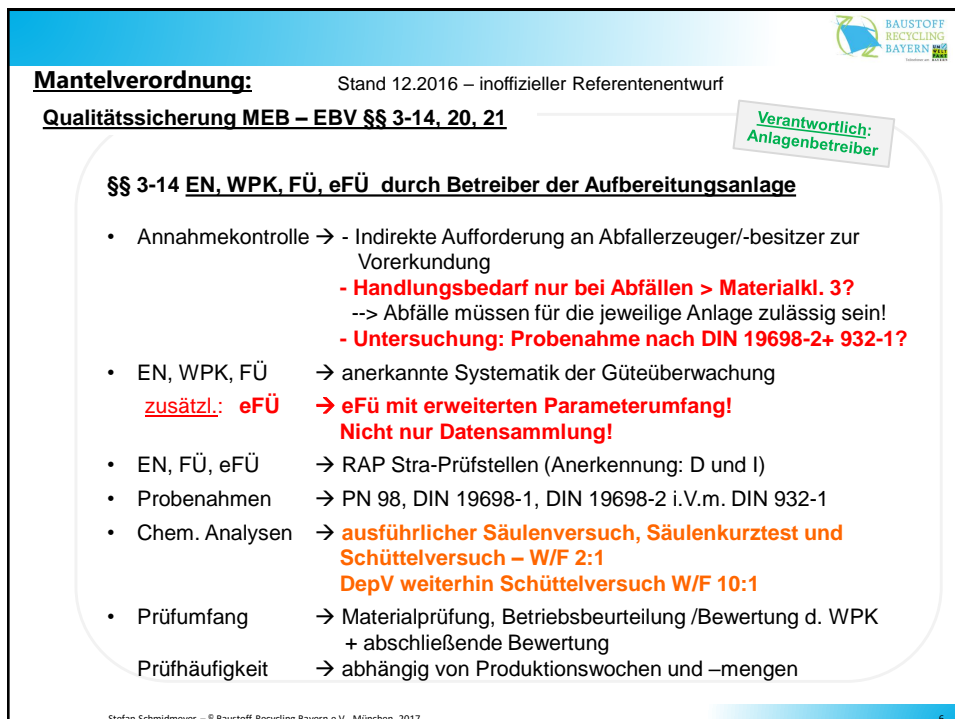 BAUSTOFF
RECYCLING
BAYERN
UM
WELT
PAKT
BAYERN
Mantelverordnung: Stand 12.2016 – inoffizieller Referentenentwurf
Qualitätssicherung MEB – EBV §§ 3-14, 20, 21
Verantwortlich:
Anlagenbetreiber
§§ 3-14 EN, WPK, FÜ, eFÜ durch Betreiber der Aufbereitungsanlage
• Annahmekontrolle → - Indirekte Aufforderung an Abfallerzeuger/-besitzer zur
Vorerkundung
- Handlungsbedarf nur bei Abfällen > Materialkl. 3?
--> Abfälle müssen für die jeweilige Anlage zulässig sein!
- Untersuchung: Probenahme nach DIN 19698-2+ 932-1?
• EN, WPK, FÜ → anerkannte Systematik der Güteüberwachung
zusätzl.: eFÜ → eFü mit erweiterten Parameterumfang!
Nicht nur Datensammlung!
• EN, FÜ, eFÜ → RAP Stra-Prüfstellen (Anerkennung: D und I)
• Probenahmen → PN 98, DIN 19698-1, DIN 19698-2 i.V.m. DIN 932-1
• Chem. Analysen → ausführlicher Säulenversuch, Säulenkurztest und
Schüttelversuch – W/F 2:1
DepV weiterhin Schüttelversuch W/F 10:1
• Prüfumfang → Materialprüfung, Betriebsbeurteilung /Bewertung d. WPK
+ abschließende Bewertung
Prüfhäufigkeit → abhängig von Produktionswochen und –mengen
Stefan Schmidmeyer – © Baustoff Recycling Bayern e.V., München, 2017 6